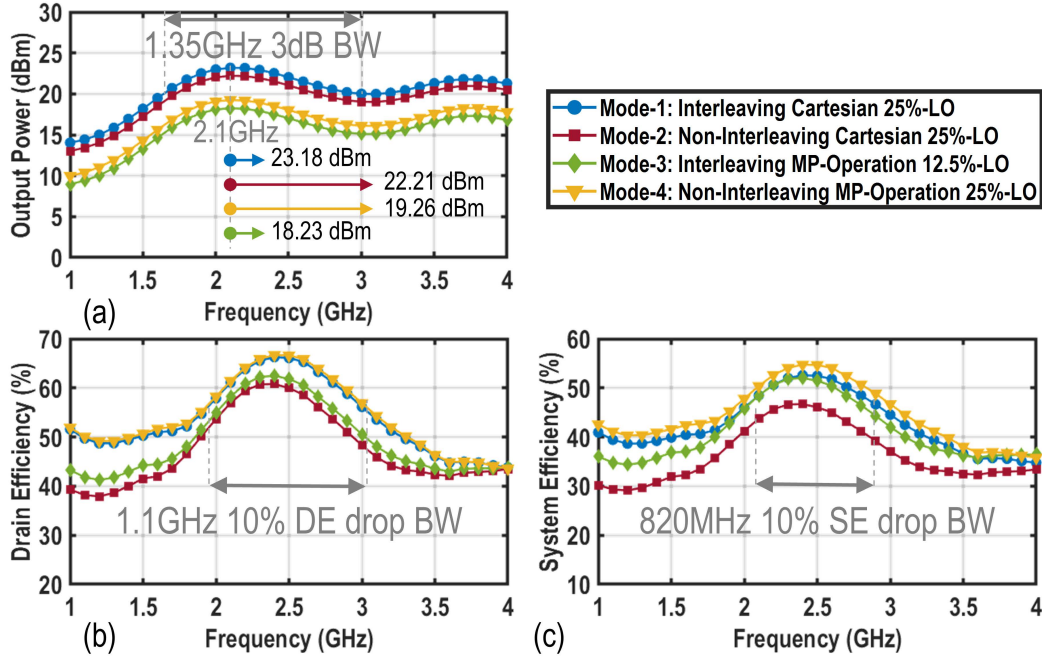 30
25
20
15
10
5
0
Output Power (dBm)
1.35GHz 3dB BW
2.1GHz
23.18 dBm
22.21 dBm
19.26 dBm
18.23 dBm
1 1.5 2 2.5 3 3.5 4
Frequency (GHz)
(a)
Mode-1: Interleaving Cartesian 25%-LO
Mode-2: Non-Interleaving Cartesian 25%-LO
Mode-3: Interleaving MP-Operation 12.5%-LO
Mode-4: Non-Interleaving MP-Operation 25%-LO
70
60
50
40
30
20
Drain Efficiency (%)
1.1GHz 10% DE drop BW
1 1.5 2 2.5 3 3.5 4
Frequency (GHz)
(b)
60
50
40
30
20
10
System Efficiency (%)
820MHz 10% SE drop BW
1 1.5 2 2.5 3 3.5 4
Frequency (GHz)
(c)